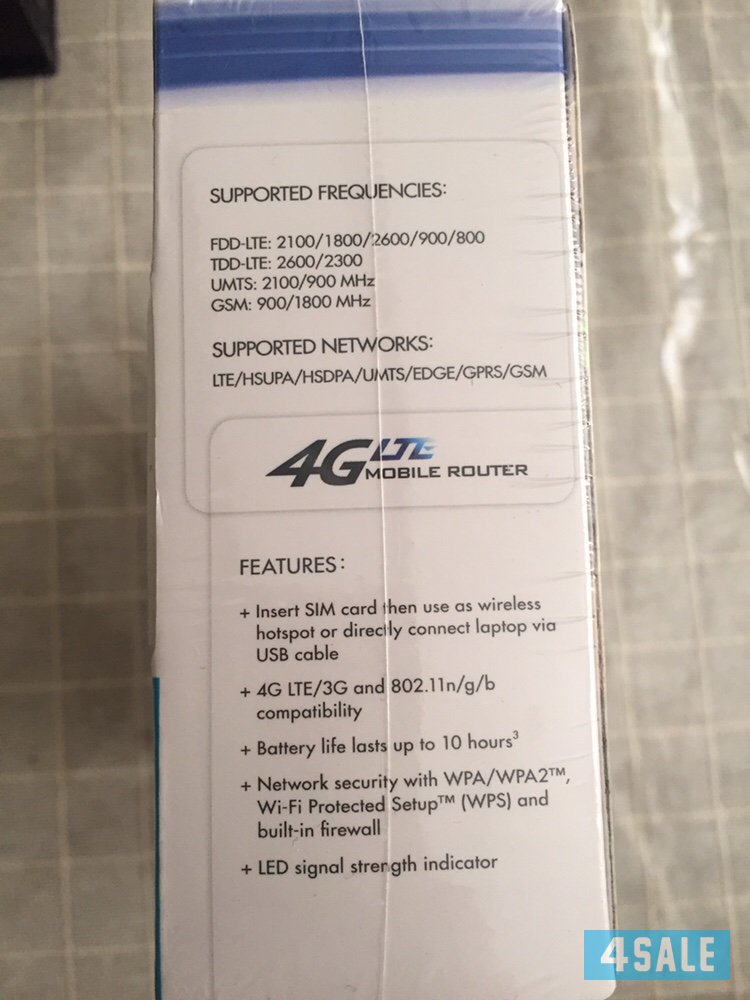 SUPPORTED FREQUENCIES:
FDD-LTE: 2100/1800/2600/900/800
TDD-LTE: 2600/2300
UMTS: 2100/900 MHz
GSM: 900/1800 MHz
SUPPORTED NETWORKS:
LTE/HSUPA/HSDPA/UMTS/EDGE/GPRS/GSM
4G LTE
MOBILE ROUTER
FEATURES:
+ Insert SIM card then use as wireless
hotspot or directly connect laptop via
USB cable
+ 4G LTE/3G and 802.11n/g/b
compatibility
+ Battery life lasts up to 10 hours³
+ Network security with WPA/WPA2™,
Wi-Fi Protected Setup™ (WPS) and
built-in firewall
+ LED signal strength indicator
4SALE